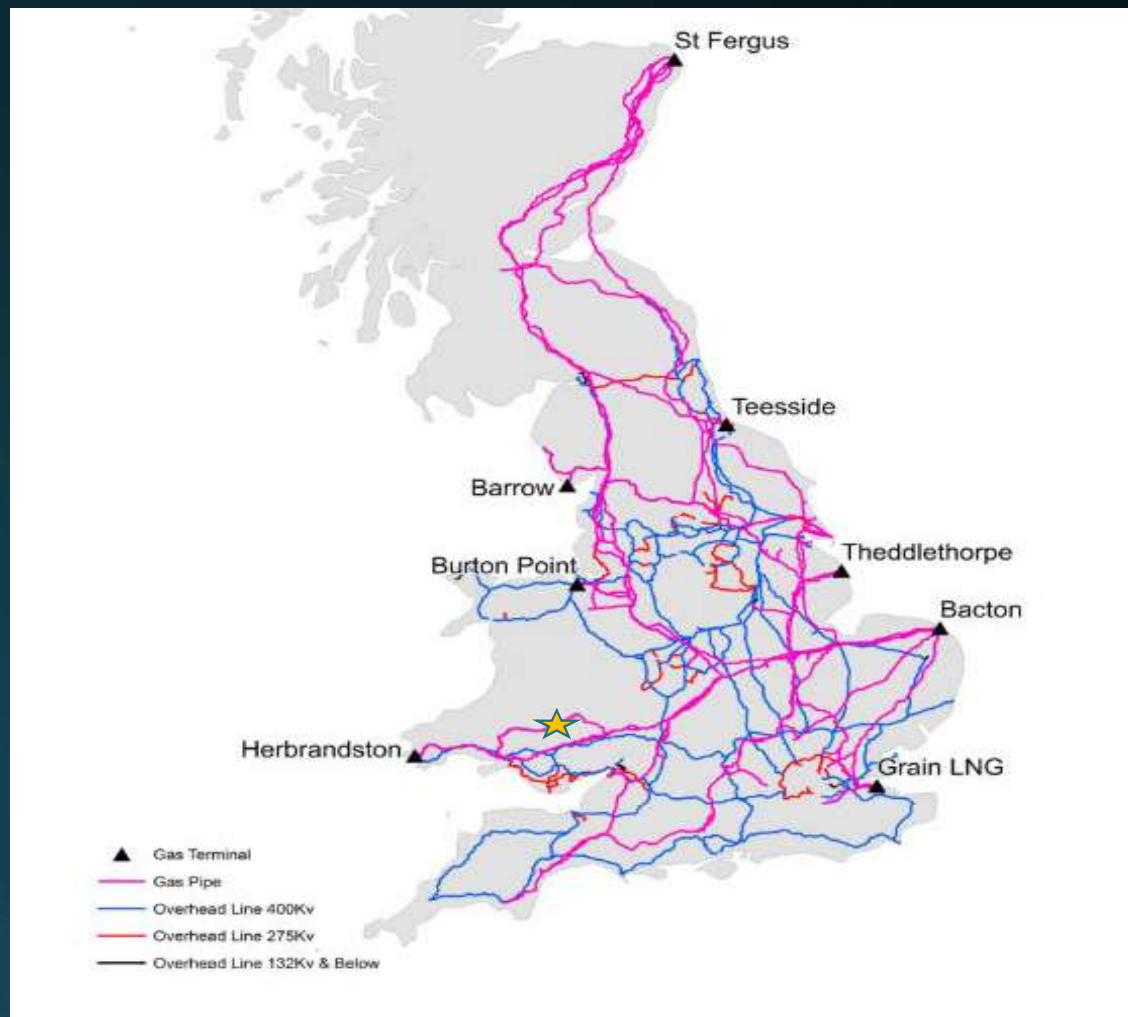 St Fergus
Teesside
Barrow
Theddlethorpe
Burton Point
Bacton
Herbrandston
Grain LNG
Gas Terminal
Gas Pipe
Overhead Line 400Kv
Overhead Line 275Kv
Overhead Line 132Kv & Below